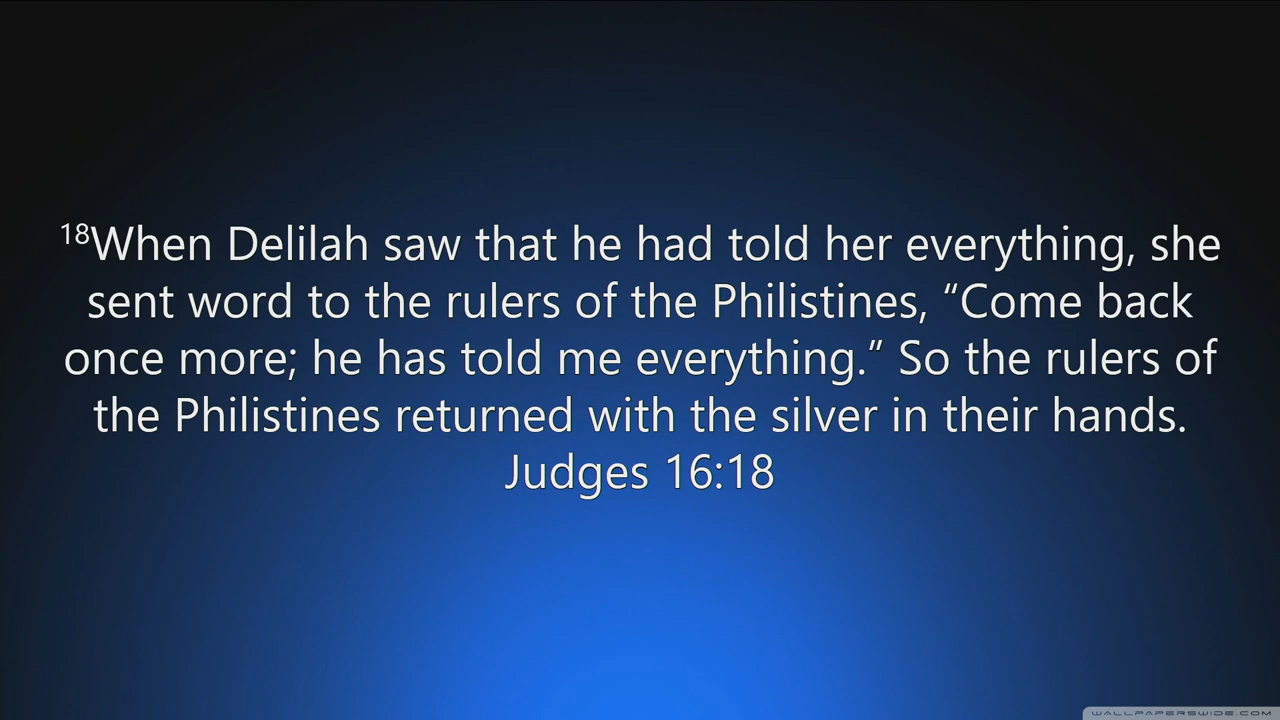 18When Delilah saw that he had told her everything, she
sent word to the rulers of the Philistines, “Come back
once more; he has told me everything.” So the rulers of
the Philistines returned with the silver in their hands.
Judges 16:18
WALLPAPERSWIDE.COM